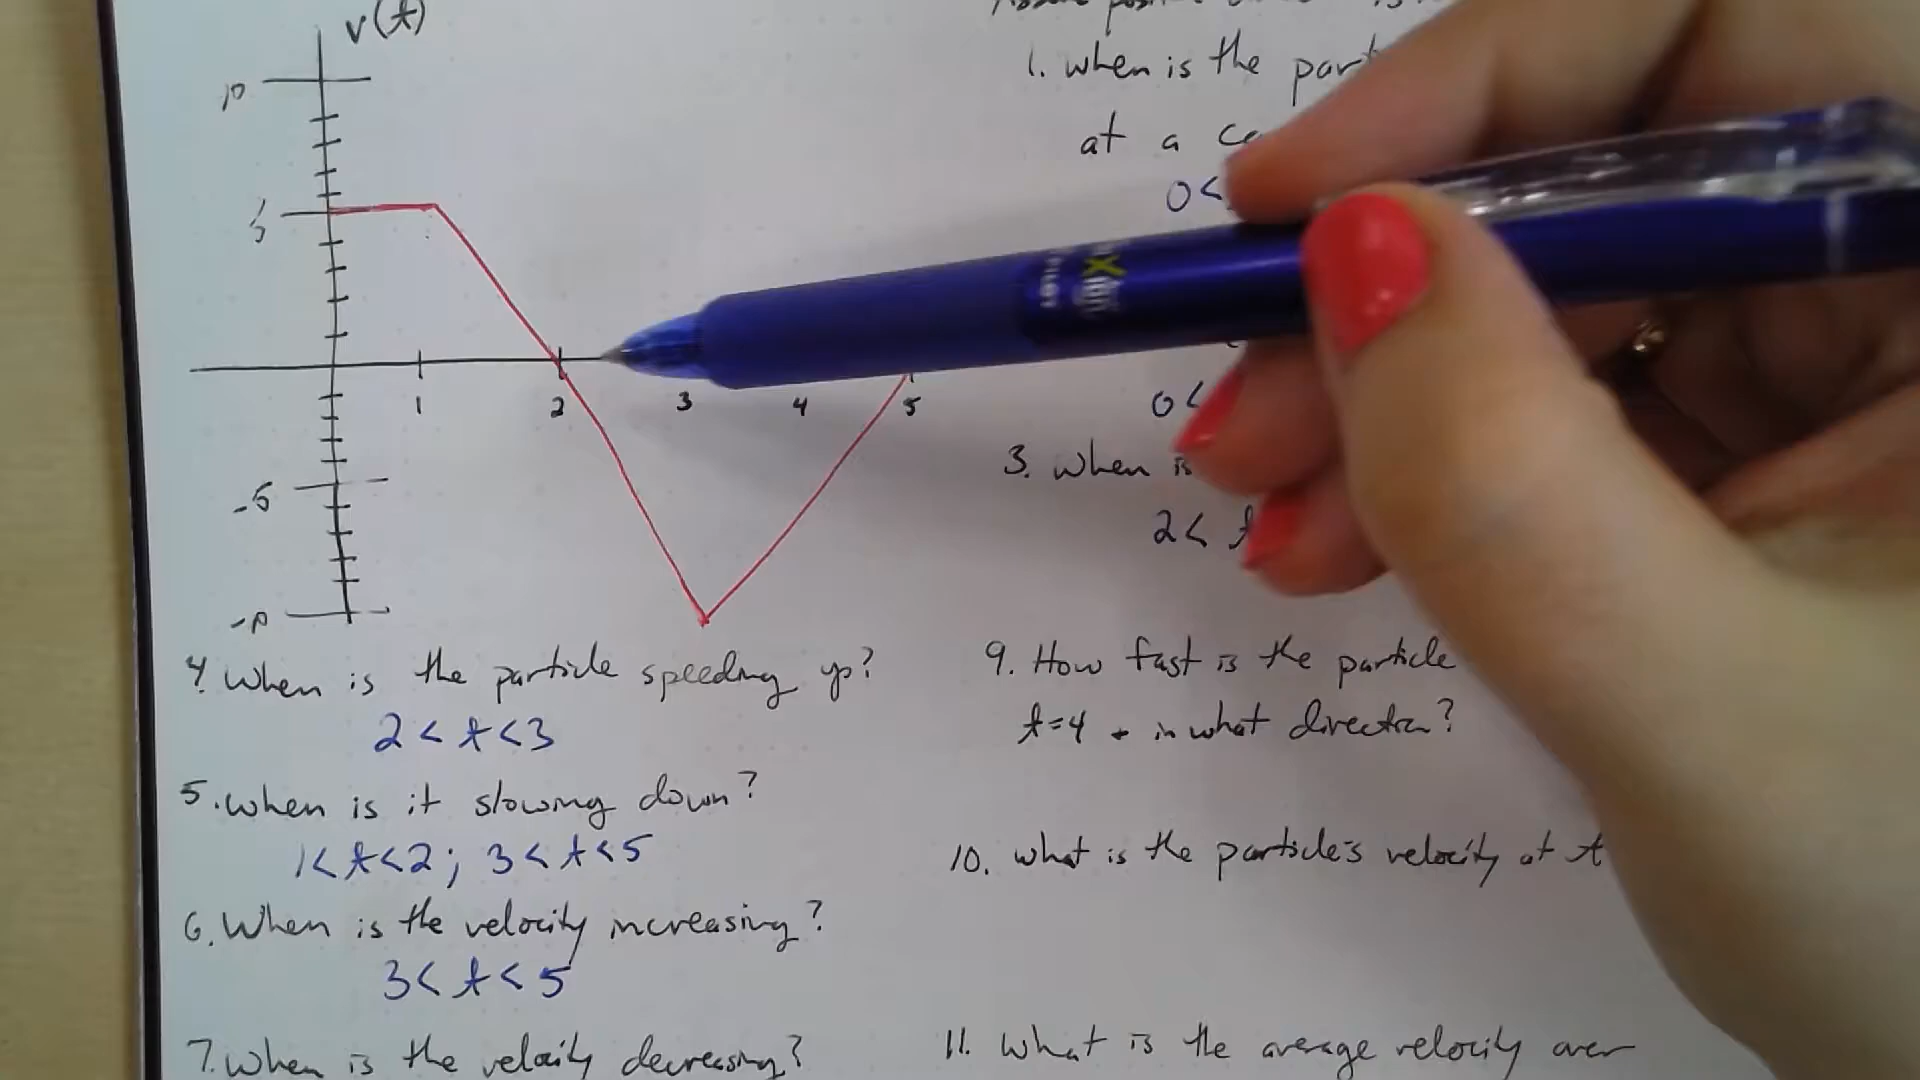 v(t)
10
5
-5
-10
1 2 3 4 5
1. when is the
at a
0<
0<
3. when is
2< t
4. When is the particle speeding up?
2<t<3
5. when is it slowing down?
1<t<2; 3<t<5
6. When is the velocity increasing?
3<t<5
7. When is the velocity decreasing?
9. How fast is the particle
t=4 + in what direction?
10. what is the particle's velocity at t
11. What is the average velocity over